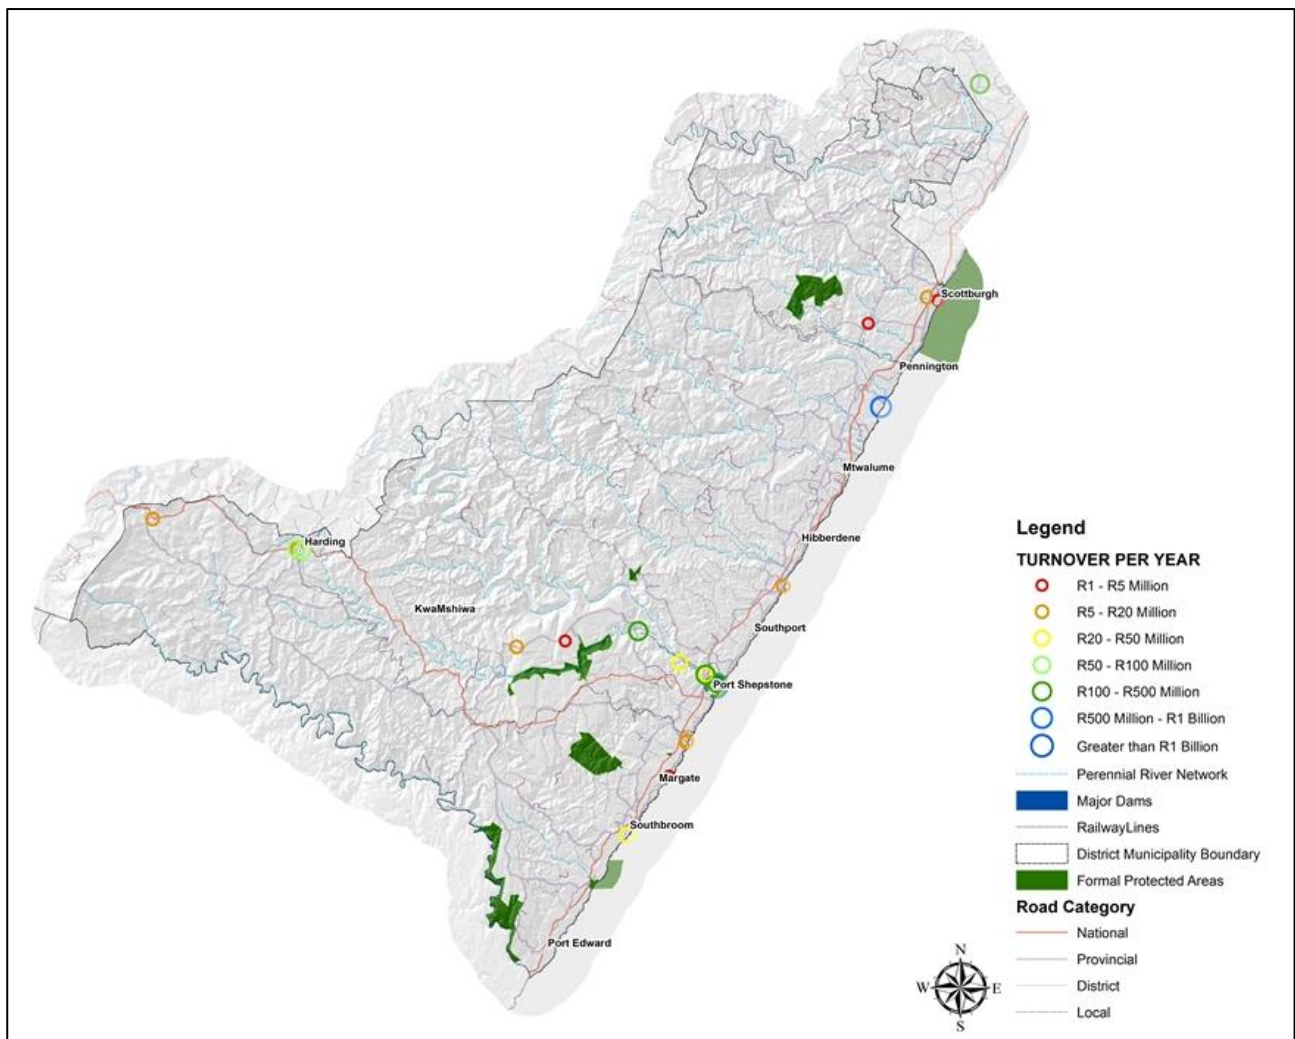 Scottburgh
Pennington
Mtwalume
Hibberdene
Harding
KwaMshiwa
Southport
Port Shepstone
Margate
Southbroom
Port Edward
Legend
TURNOVER PER YEAR
R1 - R5 Million
R5 - R20 Million
R20 - R50 Million
R50 - R100 Million
R100 - R500 Million
R500 Million - R1 Billion
Greater than R1 Billion
Perennial River Network
Major Dams
RailwayLines
District Municipality Boundary
Formal Protected Areas
Road Category
National
Provincial
District
Local
N
W E
S